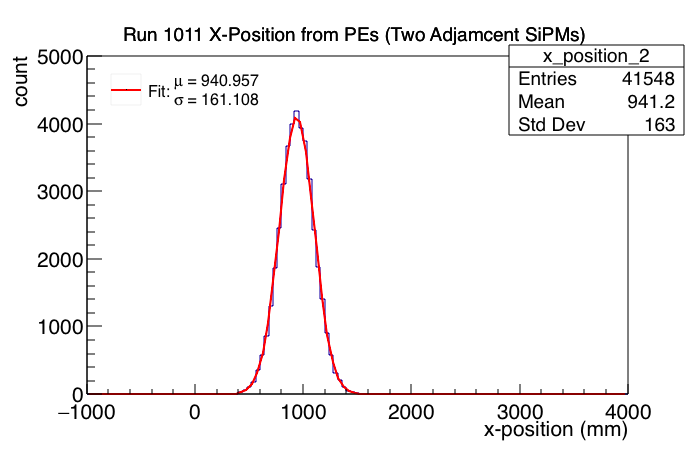 Run 1011 X-Position from PEs (Two Adjamcent SiPMs)
x_position_2
Entries 41548
Mean 941.2
Std Dev 163
Fit: μ = 940.957
σ = 161.108
count
5000
4000
3000
2000
1000
0
−1000 0 1000 2000 3000 4000
x-position (mm)